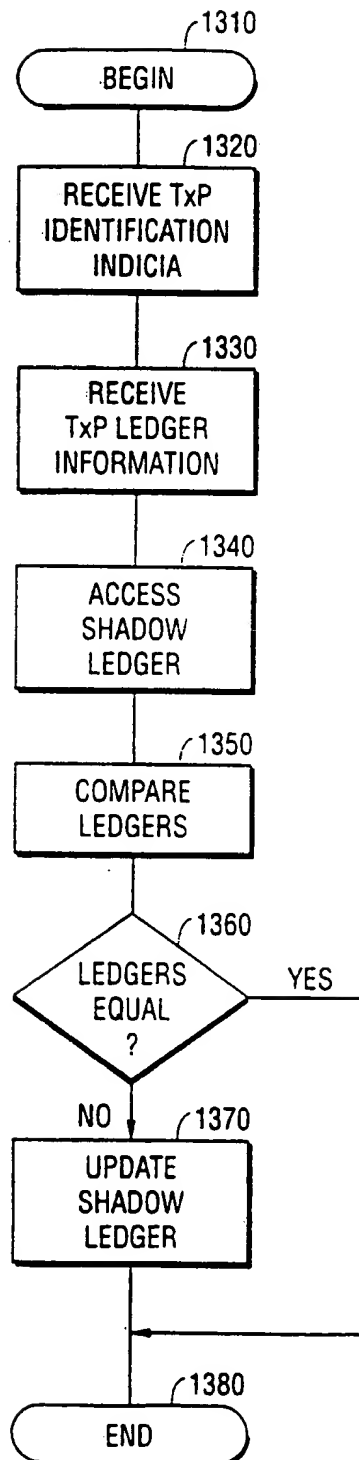 1310
BEGIN
1320
RECEIVE TxP
IDENTIFICATION
INDICIA
1330
RECEIVE
TxP LEDGER
INFORMATION
1340
ACCESS
SHADOW
LEDGER
1350
COMPARE
LEDGERS
1360
LEDGERS
EQUAL
?
YES
NO
1370
UPDATE
SHADOW
LEDGER
1380
END